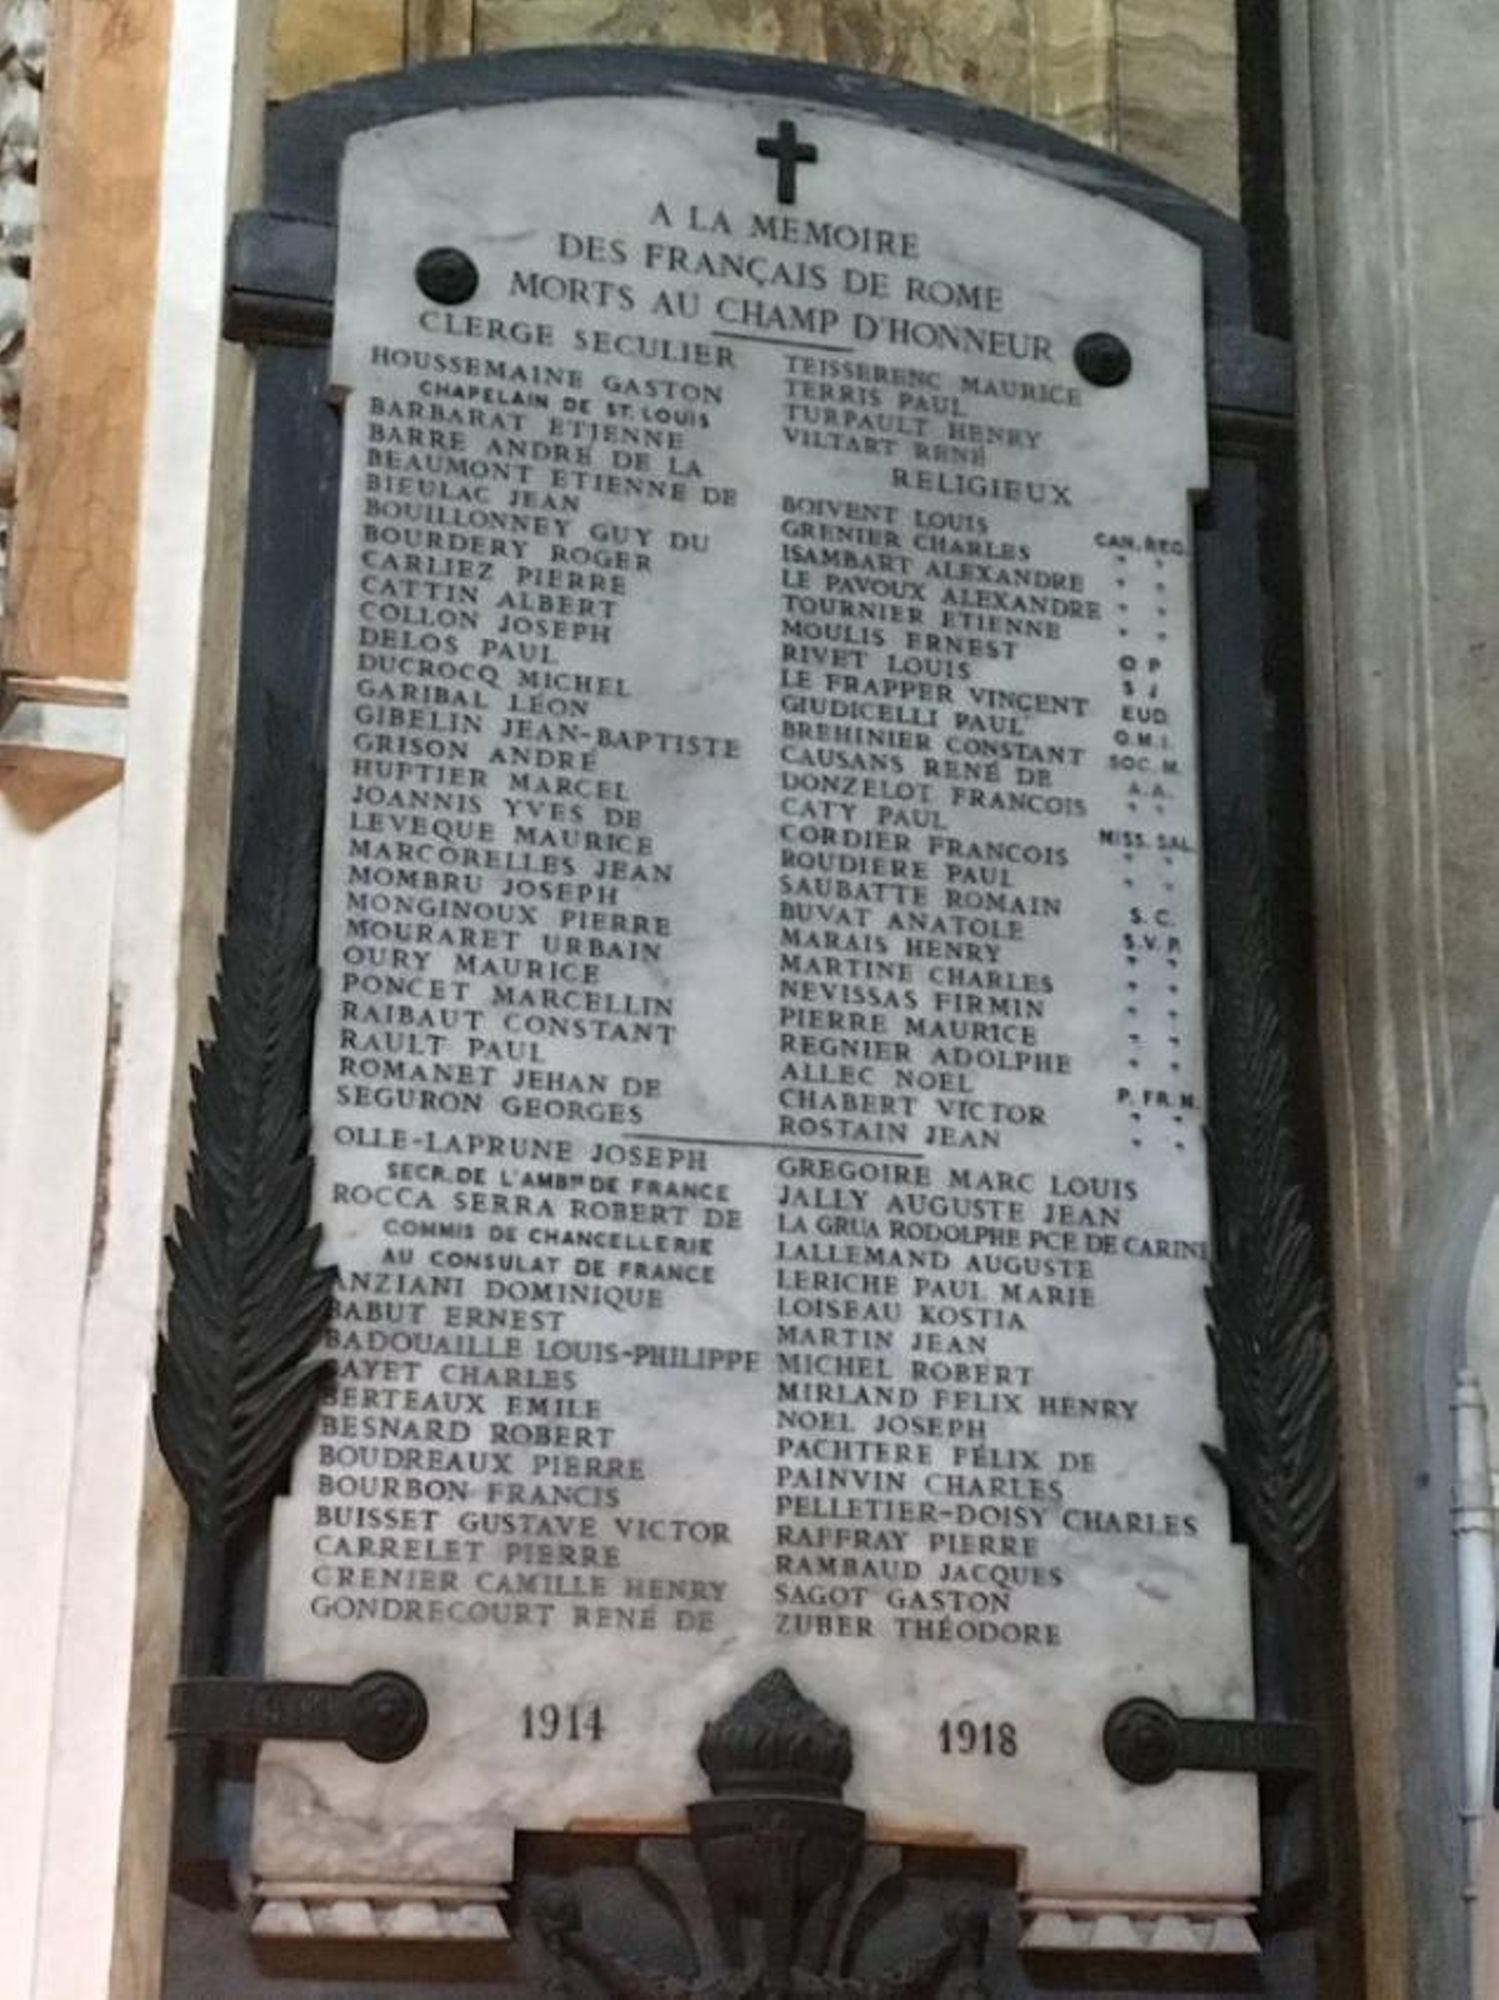 A LA MEMOIRE
DES FRANÇAIS DE ROME
MORTS AU CHAMP D'HONNEUR
CLERGE SECULIER
HOUSSEMAINE GASTON
CHAPELAIN DE ST. LOUIS
BARBARAT ETIENNE
BARRE ANDRE DE LA
BEAUMONT ETIENNE DE
BIEULAC JEAN
BOUILLONNEY GUY DU
BOURDERY ROGER
CARLIEZ PIERRE
CATTIN ALBERT
COLLON JOSEPH
DELOS PAUL
DUCROCQ MICHEL
GARIBAL LÉON
GIBELIN JEAN-BAPTISTE
GRISON ANDRÉ
HUFTIER MARCEL
JOANNIS YVES DE
LEVEQUE MAURICE
MARCORELLES JEAN
MOMBRU JOSEPH
MONGINOUX PIERRE
MOURARET URBAIN
OURY MAURICE
PONCET MARCELLIN
RAIBAUT CONSTANT
RAULT PAUL
ROMANET JEHAN DE
SEGURON GEORGES
TEISSERENC MAURICE
TERRIS PAUL
TURPAULT HENRY
VILTART RENÉ
RELIGIEUX
BOIVENT LOUIS CAN. REG.
GRENIER CHARLES " "
ISAMBART ALEXANDRE " "
LE PAVOUX ALEXANDRE " "
TOURNIER ETIENNE " "
MOULIS ERNEST O P
RIVET LOUIS S J
LE FRAPPER VINCENT EUD.
GIUDICELLI PAUL O.M.I.
BREHINIER CONSTANT SOC. M.
CAUSANS RENÉ DE A.A.
DONZELOT FRANCOIS " "
CATY PAUL MISS. SAL.
CORDIER FRANCOIS " "
ROUDIERE PAUL " "
SAUBATTE ROMAIN S. C.
BUVAT ANATOLE S.V.P.
MARAIS HENRY " "
MARTINE CHARLES " "
NEVISSAS FIRMIN " "
PIERRE MAURICE " "
REGNIER ADOLPHE " "
ALLEC NOEL P. FR. N.
CHABERT VICTOR " "
ROSTAIN JEAN " "
OLLE-LAPRUNE JOSEPH
SECR. DE L'AMBDE DE FRANCE
ROCCA SERRA ROBERT DE
COMMIS DE CHANCELLERIE
AU CONSULAT DE FRANCE
ANZIANI DOMINIQUE
BABUT ERNEST
BADOUAILLE LOUIS-PHILIPPE
BAYET CHARLES
BERTEAUX EMILE
BESNARD ROBERT
BOUDREAUX PIERRE
BOURBON FRANCIS
BUISSET GUSTAVE VICTOR
CARRELET PIERRE
CRENIER CAMILLE HENRY
GONDRECOURT RENÉ DE
GREGOIRE MARC LOUIS
JALLY AUGUSTE JEAN
LA GRUA RODOLPHE PCE DE CARINI
LALLEMAND AUGUSTE
LERICHE PAUL MARIE
LOISEAU KOSTIA
MARTIN JEAN
MICHEL ROBERT
MIRLAND FELIX HENRY
NOEL JOSEPH
PACHTERE FÉLIX DE
PAINVIN CHARLES
PELLETIER-DOISY CHARLES
RAFFRAY PIERRE
RAMBAUD JACQUES
SAGOT GASTON
ZUBER THÉODORE
1914 1918